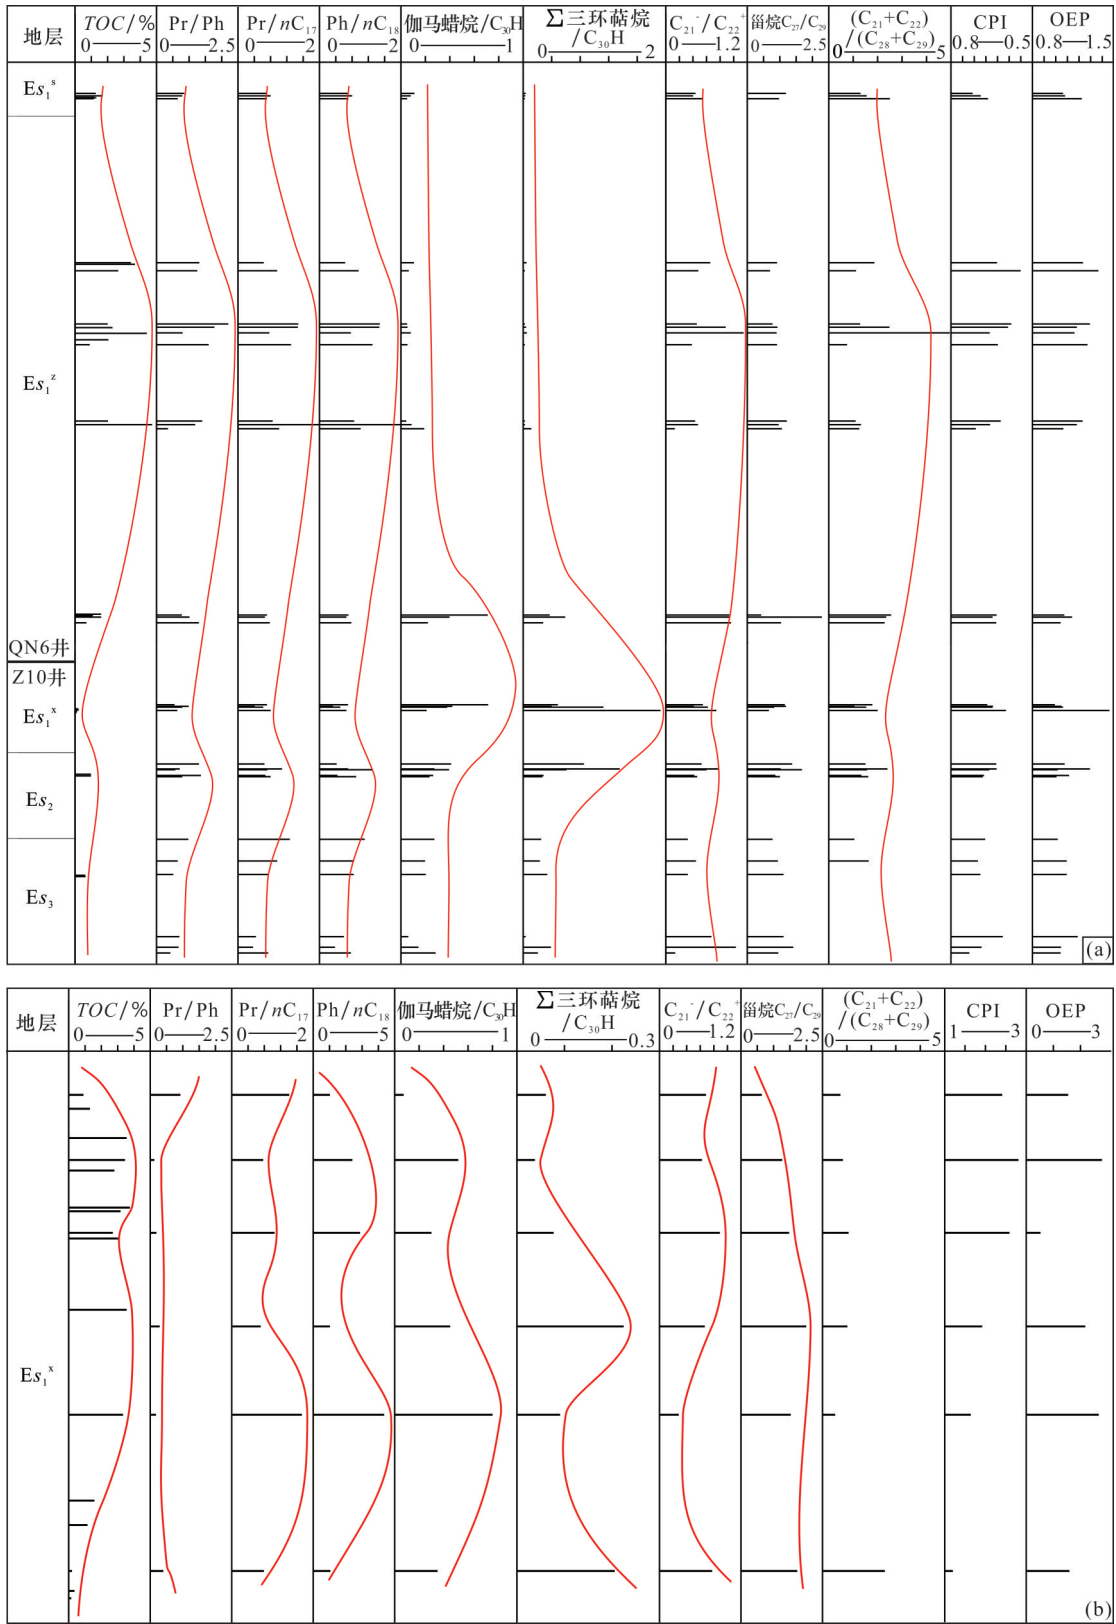 地层
TOC/%
0—5
Pr/Ph
0—2.5
Pr/nC₁₇
0—2
Ph/nC₁₈
0—2
伽马蜡烷/C₃₀H
0—1
Σ三环萜烷
/C₃₀H
0—2
C₂₁⁻/C₂₂⁺
0—1.2
甾烷C₂₇/C₂₉
0—2.5
(C₂₁+C₂₂)
/(C₂₈+C₂₉)
0—5
CPI
0.8—0.5
OEP
0.8—1.5
Es₁ˢ
Es₁ᶻ
QN6井
Z10井
Es₁ˣ
Es₂
Es₃
(a)
地层
TOC/%
0—5
Pr/Ph
0—2.5
Pr/nC₁₇
0—2
Ph/nC₁₈
0—5
伽马蜡烷/C₃₀H
0—1
Σ三环萜烷
/C₃₀H
0—0.3
C₂₁⁻/C₂₂⁺
0—1.2
甾烷C₂₇/C₂₉
0—2.5
(C₂₁+C₂₂)
/(C₂₈+C₂₉)
0—5
CPI
1—3
OEP
0—3
Es₁ˣ
(b)